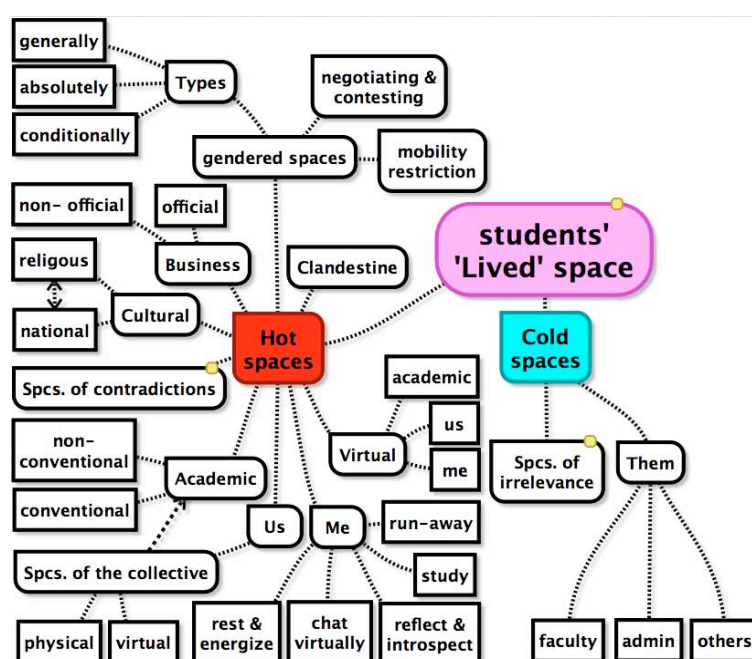 generally
absolutely
conditionally
Types
negotiating &
contesting
gendered spaces
mobility
restriction
non- official
official
Business
religous
national
Cultural
Clandestine
students'
'Lived' space
Hot
spaces
Cold
spaces
Spcs. of contradictions
academic
us
me
Virtual
non-
conventional
conventional
Academic
Us
Me
run-away
study
Spcs. of
irrelevance
Them
Spcs. of the collective
physical
virtual
rest &
energize
chat
virtually
reflect &
introspect
faculty
admin
others